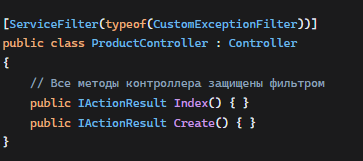 [ServiceFilter(typeof(CustomExceptionFilter))]
public class ProductController : Controller
{
    // Все методы контроллера защищены фильтром
    public IActionResult Index() { }
    public IActionResult Create() { }
}